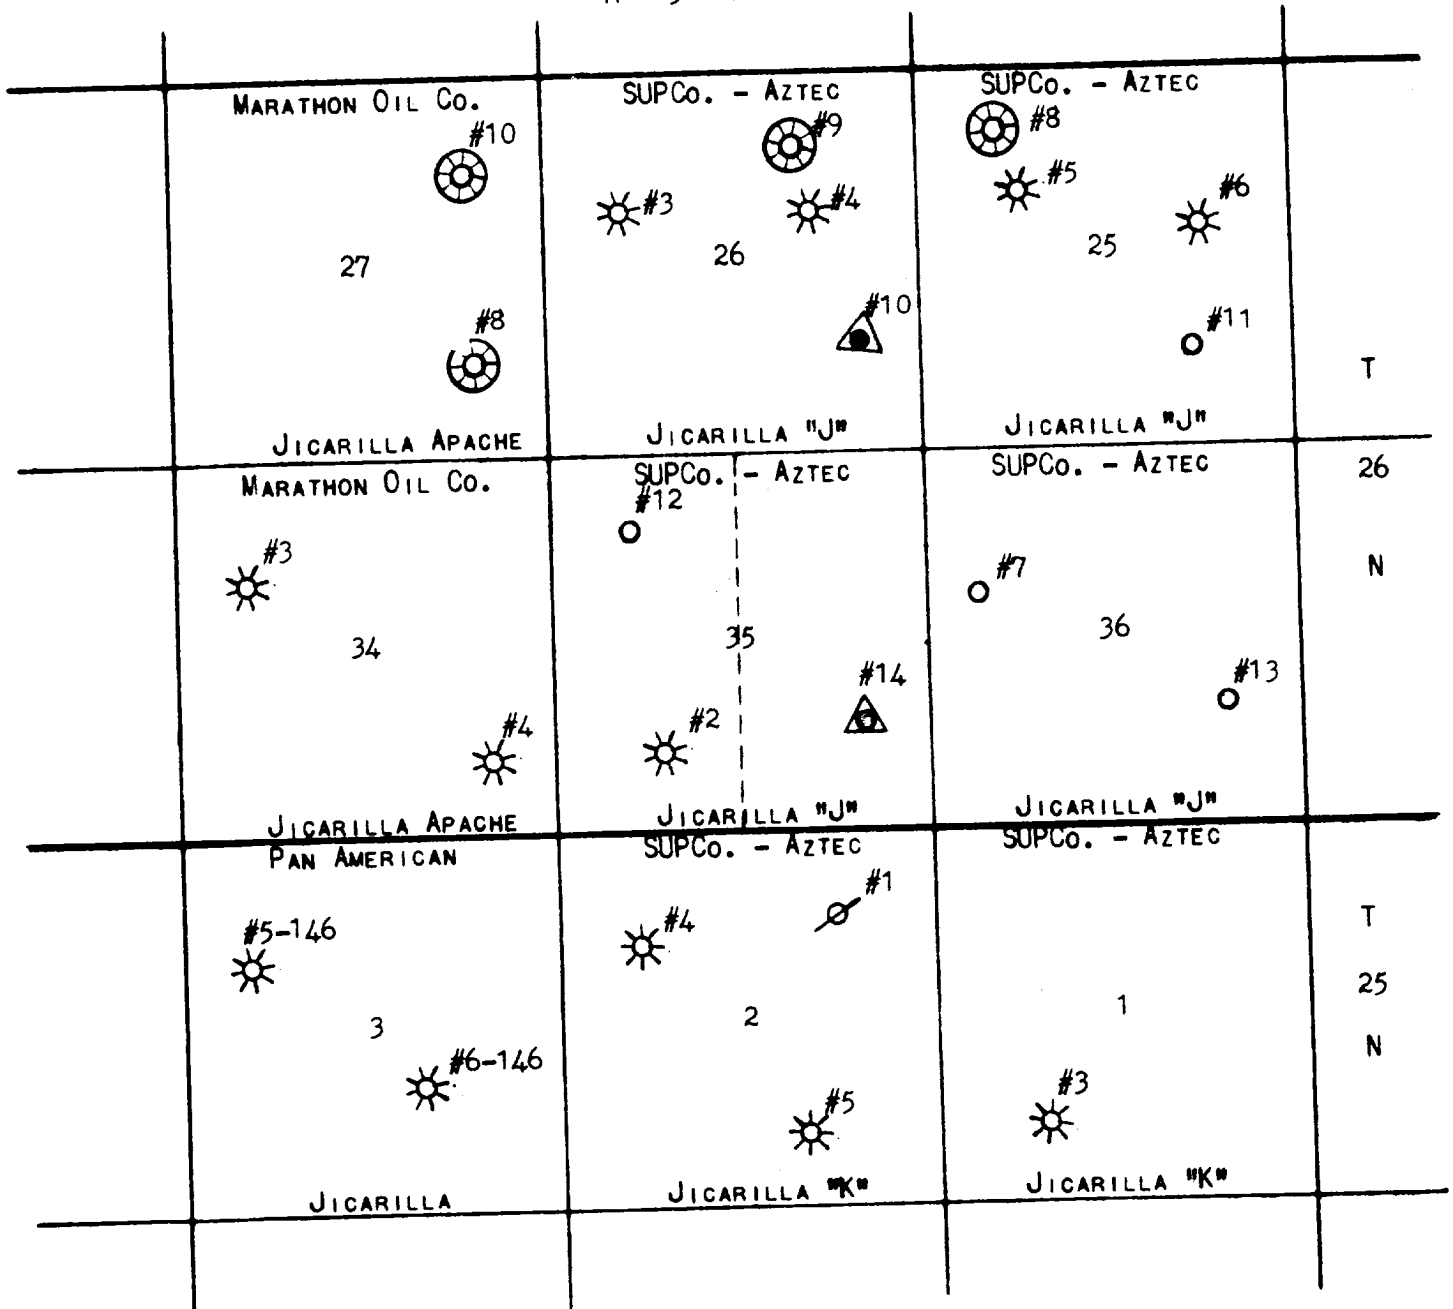 MARATHON OIL CO.
#10
27
#8
JICARILLA APACHE
SUPCO. - AZTEC
#9
#3
#4
26
#10
JICARILLA "J"
SUPCO. - AZTEC
#8
#5
#6
25
#11
JICARILLA "J"
T
26
N
MARATHON OIL CO.
#3
34
#4
JICARILLA APACHE
SUPCO. - AZTEC
#12
35
#14
#2
JICARILLA "J"
SUPCO. - AZTEC
#7
36
#13
JICARILLA "J"
PAN AMERICAN
#5-146
3
#6-146
JICARILLA
SUPCO. - AZTEC
#1
#4
2
#5
JICARILLA "K"
SUPCO. - AZTEC
1
#3
JICARILLA "K"
T
25
N